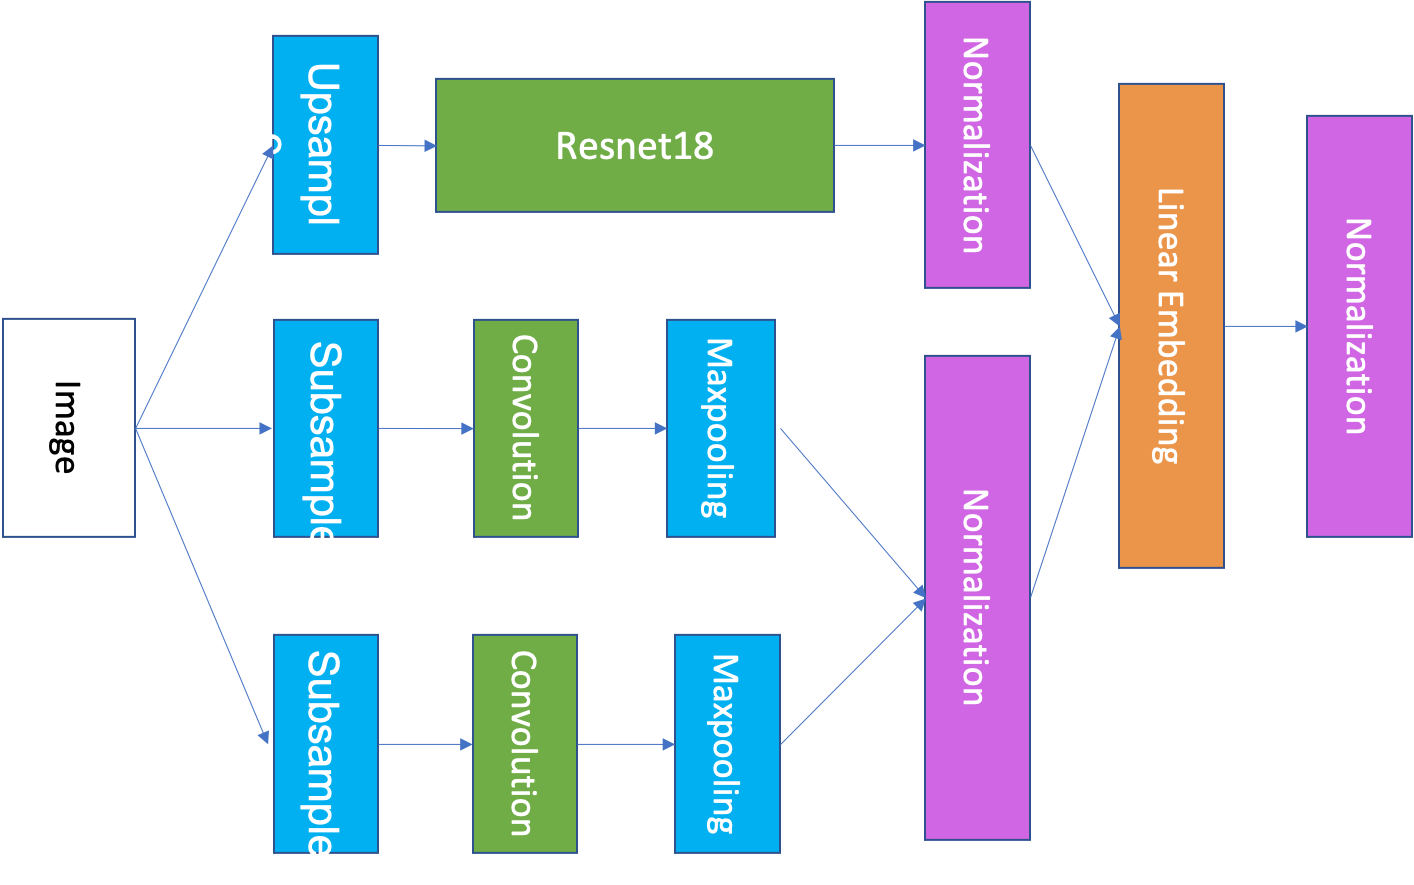 Image
Upsampl
e
Resnet18
Normalization
Subsample
Convolution
Maxpooling
Subsample
Convolution
Maxpooling
Normalization
Linear Embedding
Normalization